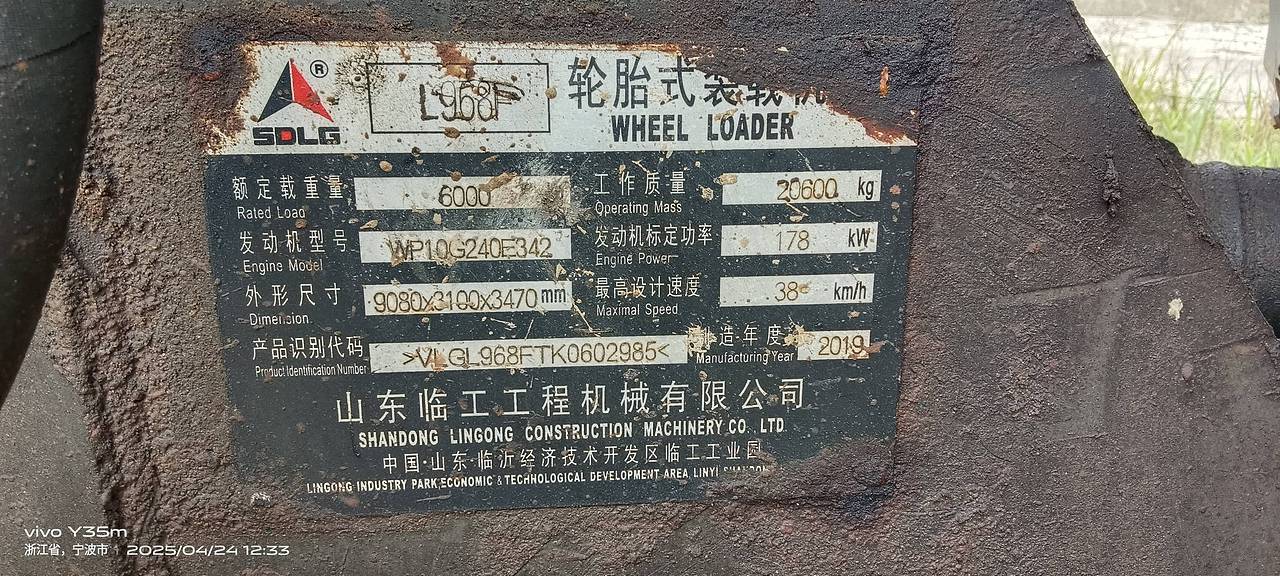 ®
SDLG
L968F
轮胎式装载机
WHEEL LOADER
额定载重量 6000 工作质量 20600 kg
Rated Load Operating Mass
发动机型号 WP10G240E342 发动机标定功率 178 kW
Engine Model Engine Power
外形尺寸 9080x3100x3470 mm 最高设计速度 38 km/h
Dimension Maximal Speed
产品识别代码 >VLGL968FTK0602985< 制造年度 2019
Product Identification Number Manufacturing Year
山东临工工程机械有限公司
SHANDONG LINGONG CONSTRUCTION MACHINERY CO. LTD.
中国·山东·临沂经济技术开发区临工工业园
LINGONG INDUSTRY PARK,ECONOMIC & TECHNOLOGICAL DEVELOPMENT AREA, LINYI SHANDON
vivo Y35m
浙江省，宁波市 2025/04/24 12:33